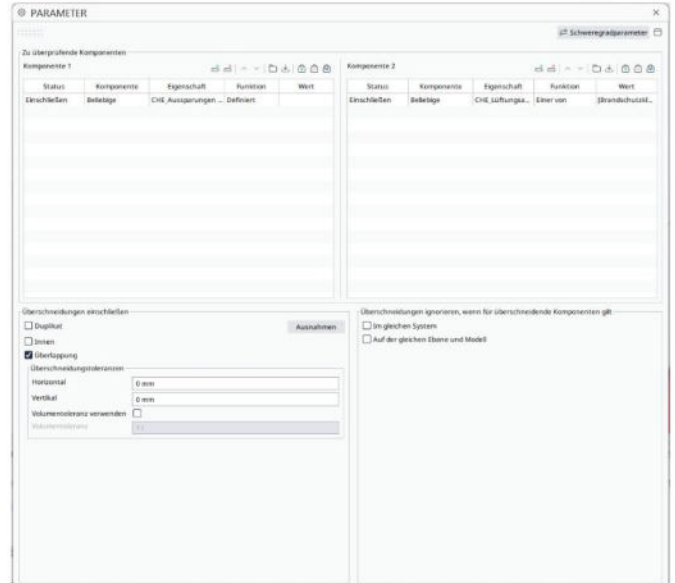 PARAMETER
Schweregradparameter
Zu überprüfende Komponenten
Komponente 1
Status Komponente Eigenschaft Funktion Wert
Einschließen Beliebige CHE_Aussparungen ... Definiert
Komponente 2
Status Komponente Eigenschaft Funktion Wert
Einschließen Beliebige CHE_Lüftungsa... Einer von [Brandschutzkl...
Überschneidungen einschließen
Duplikat
Ausnahmen
Innen
Überlappung
Überschneidungstoleranzen
Horizontal 0 mm
Vertikal 0 mm
Volumentoleranz verwenden
Volumentoleranz
Überschneidungen ignorieren, wenn für überschneidende Komponenten gilt
Im gleichen System
Auf der gleichen Ebene und Modell